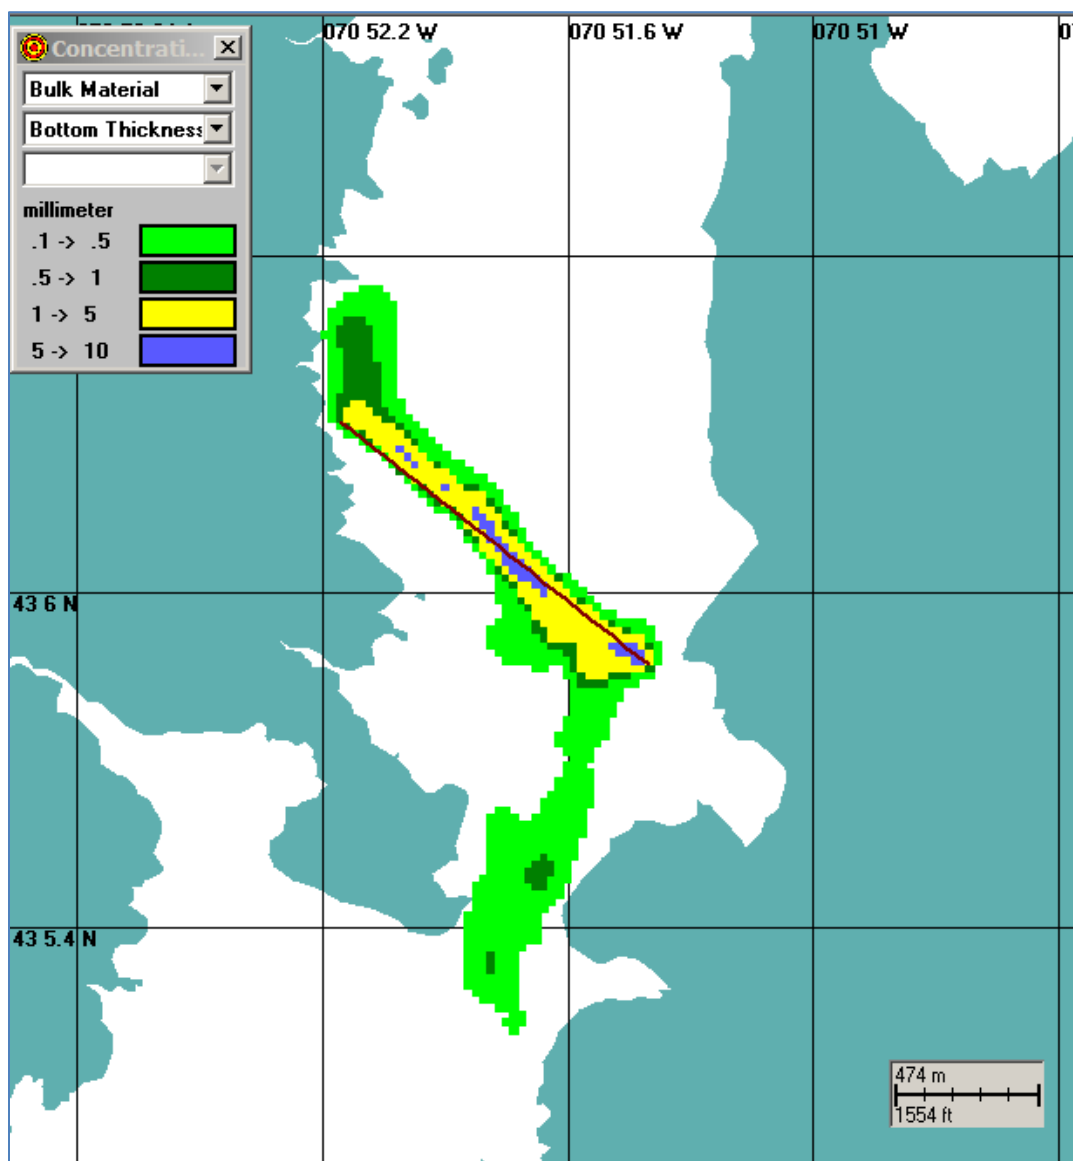 070 52.2 W
070 51.6 W
070 51 W
Concentrati...
Bulk Material
Bottom Thickness
millimeter
.1 -> .5
.5 -> 1
1 -> 5
5 -> 10
43 6 N
43 5.4 N
474 m
1554 ft